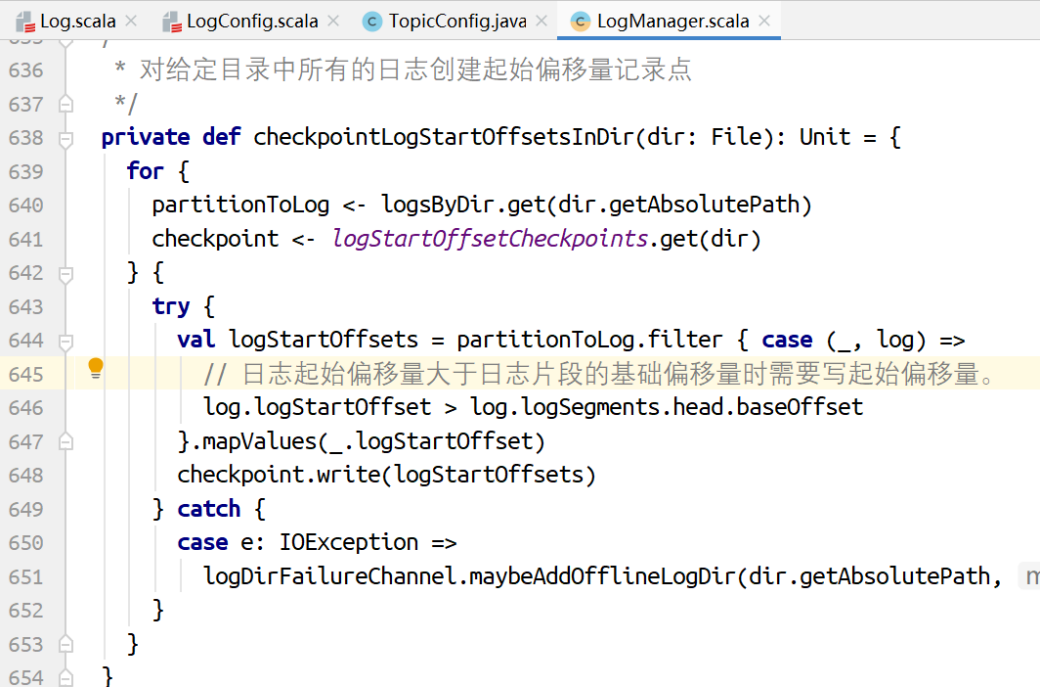 Log.scala LogConfig.scala TopicConfig.java LogManager.scala
636 * 对给定目录中所有的日志创建起始偏移量记录点
637 */
638 private def checkpointLogStartOffsetsInDir(dir: File): Unit = {
639 for {
640 partitionToLog <- logsByDir.get(dir.getAbsolutePath)
641 checkpoint <- logStartOffsetCheckpoints.get(dir)
642 } {
643 try {
644 val logStartOffsets = partitionToLog.filter { case (_, log) =>
645 // 日志起始偏移量大于日志片段的基础偏移量时需要写起始偏移量。
646 log.logStartOffset > log.logSegments.head.baseOffset
647 }.mapValues(_.logStartOffset)
648 checkpoint.write(logStartOffsets)
649 } catch {
650 case e: IOException =>
651 logDirFailureChannel.maybeAddOfflineLogDir(dir.getAbsolutePath,
652 }
653 }
654 }